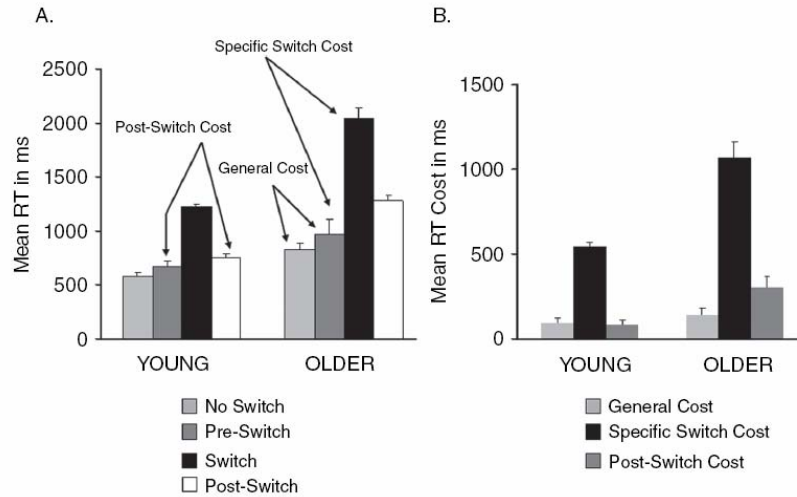 A.
Mean RT in ms
2500
2000
1500
1000
500
0
Specific Switch Cost
Post-Switch Cost
General Cost
YOUNG
OLDER
No Switch
Pre-Switch
Switch
Post-Switch
B.
Mean RT Cost in ms
1500
1000
500
0
YOUNG
OLDER
General Cost
Specific Switch Cost
Post-Switch Cost